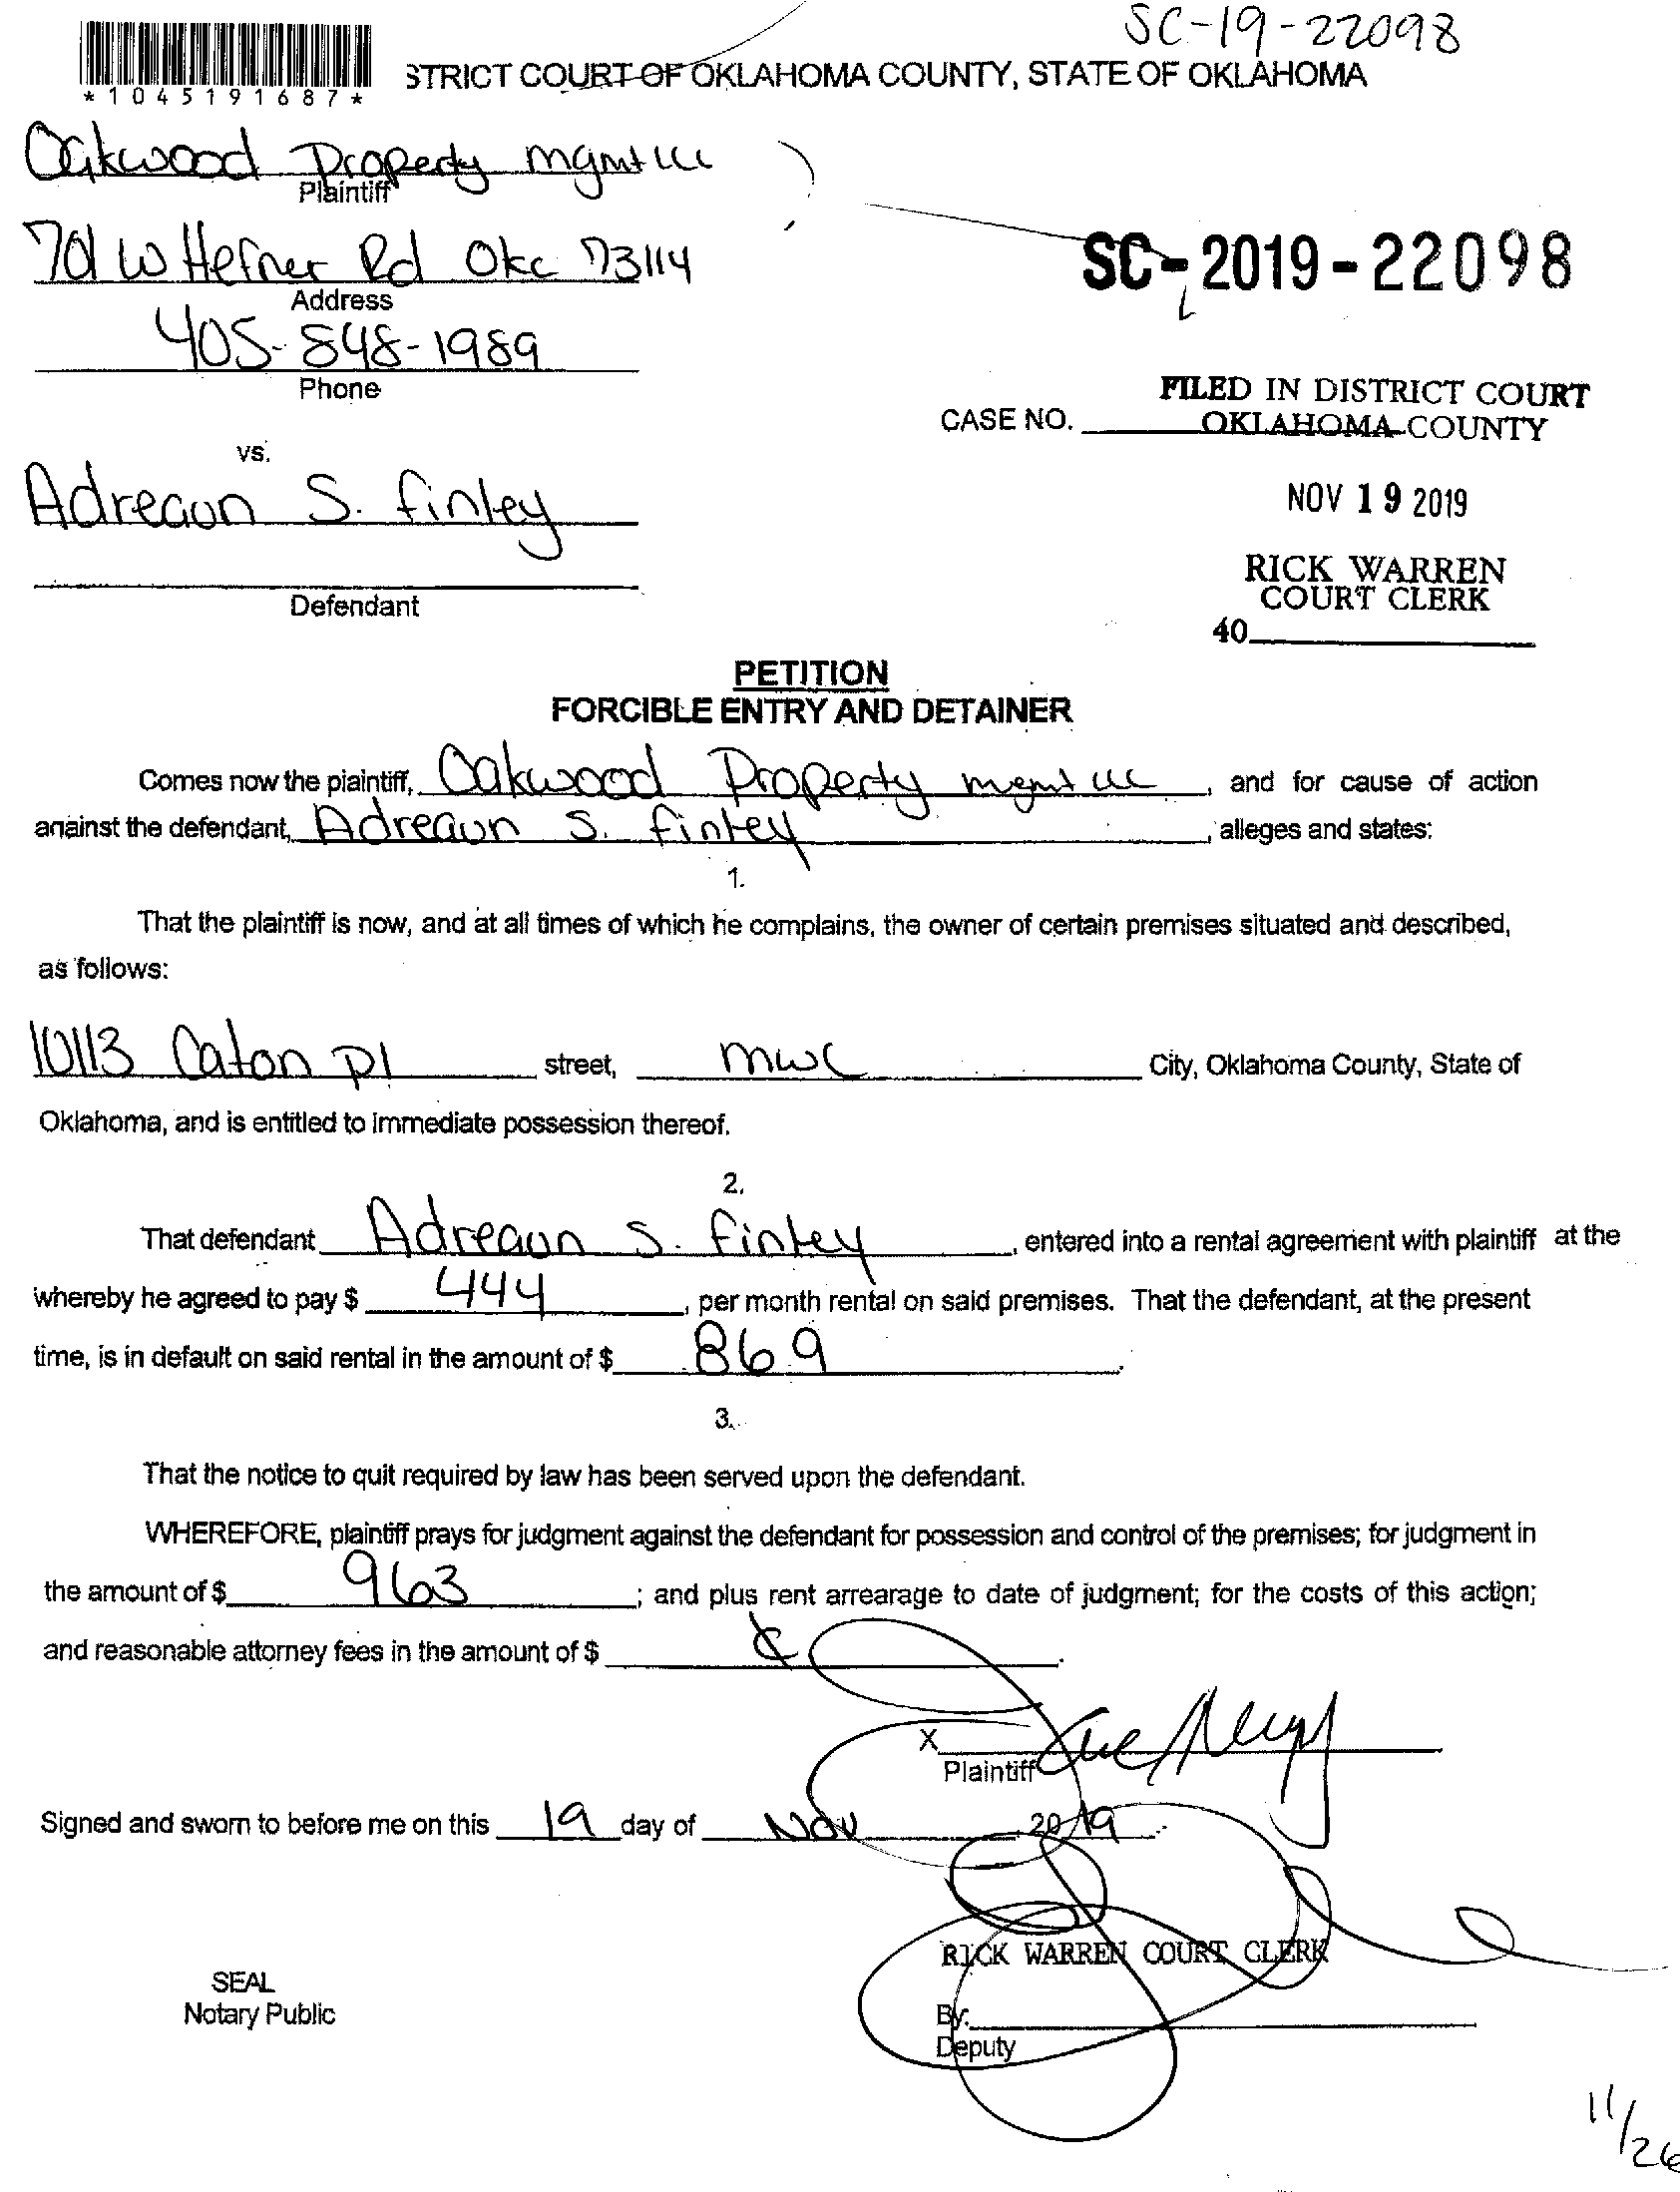 SC-19-22098
STRICT COURT OF OKLAHOMA COUNTY, STATE OF OKLAHOMA
*1045191687*
Oakwood Property mgmt LLC
Plaintiff
701 W Hefner Rd Okc 73114
Address
SC-2019-22098
405-848-1989
Phone
FILED IN DISTRICT COURT
CASE NO. OKLAHOMA COUNTY
vs.
Adreaun S. Finley
NOV 19 2019
RICK WARREN
COURT CLERK
Defendant
40
PETITION
FORCIBLE ENTRY AND DETAINER
Comes now the plaintiff, Oakwood Property mgmt LLC, and for cause of action
against the defendant, Adreaun S. Finley, alleges and states:
1.
That the plaintiff is now, and at all times of which he complains, the owner of certain premises situated and described,
as follows:
10113 Caton Pl street, mwc City, Oklahoma County, State of
Oklahoma, and is entitled to immediate possession thereof.
2.
That defendant Adreaun S. Finley, entered into a rental agreement with plaintiff at the
whereby he agreed to pay $ 444, per month rental on said premises. That the defendant, at the present
time, is in default on said rental in the amount of $ 869.
3.
That the notice to quit required by law has been served upon the defendant.
WHEREFORE, plaintiff prays for judgment against the defendant for possession and control of the premises; for judgment in
the amount of $ 963; and plus rent arrearage to date of judgment; for the costs of this action;
and reasonable attorney fees in the amount of $
X
Plaintiff
Signed and sworn to before me on this 19 day of Nov 2019
RICK WARREN COURT CLERK
SEAL
Notary Public
By:
Deputy
11/26